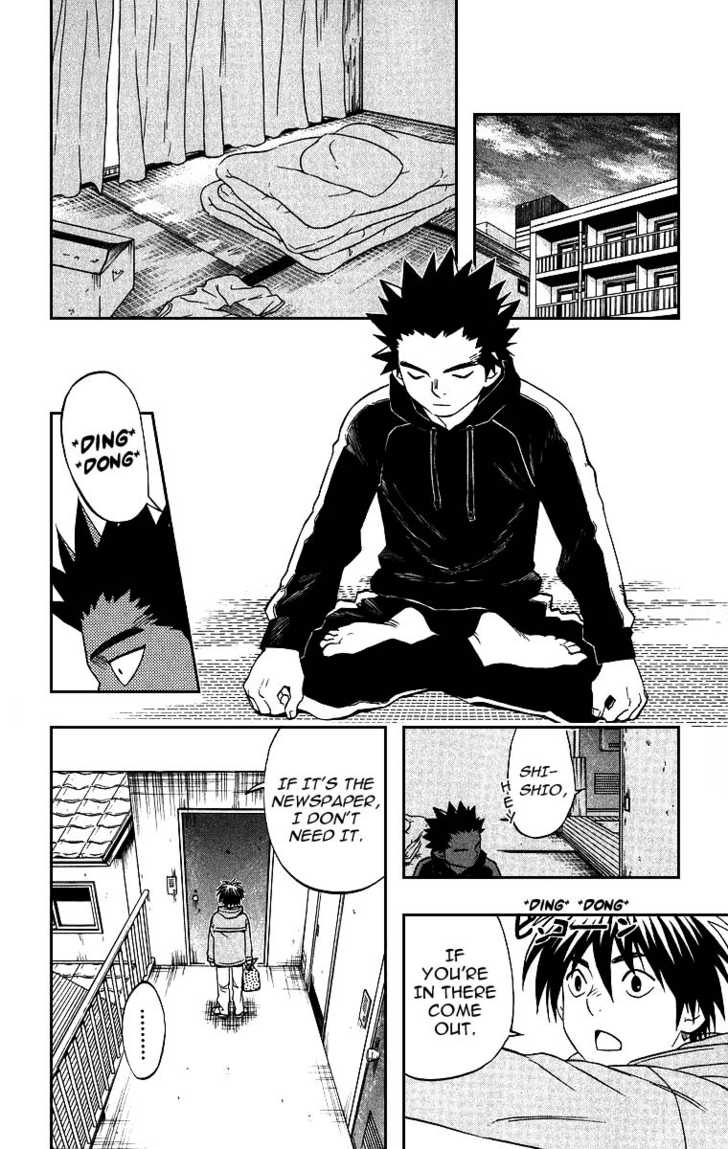 *DING*
*DONG*
SHI-
SHIO,
HEY
IF
YOU'RE
IN THERE
COME
OUT.
*DING* *DONG*
IF IT'S THE
NEWSPAPER,
I DON'T
NEED IT.
........